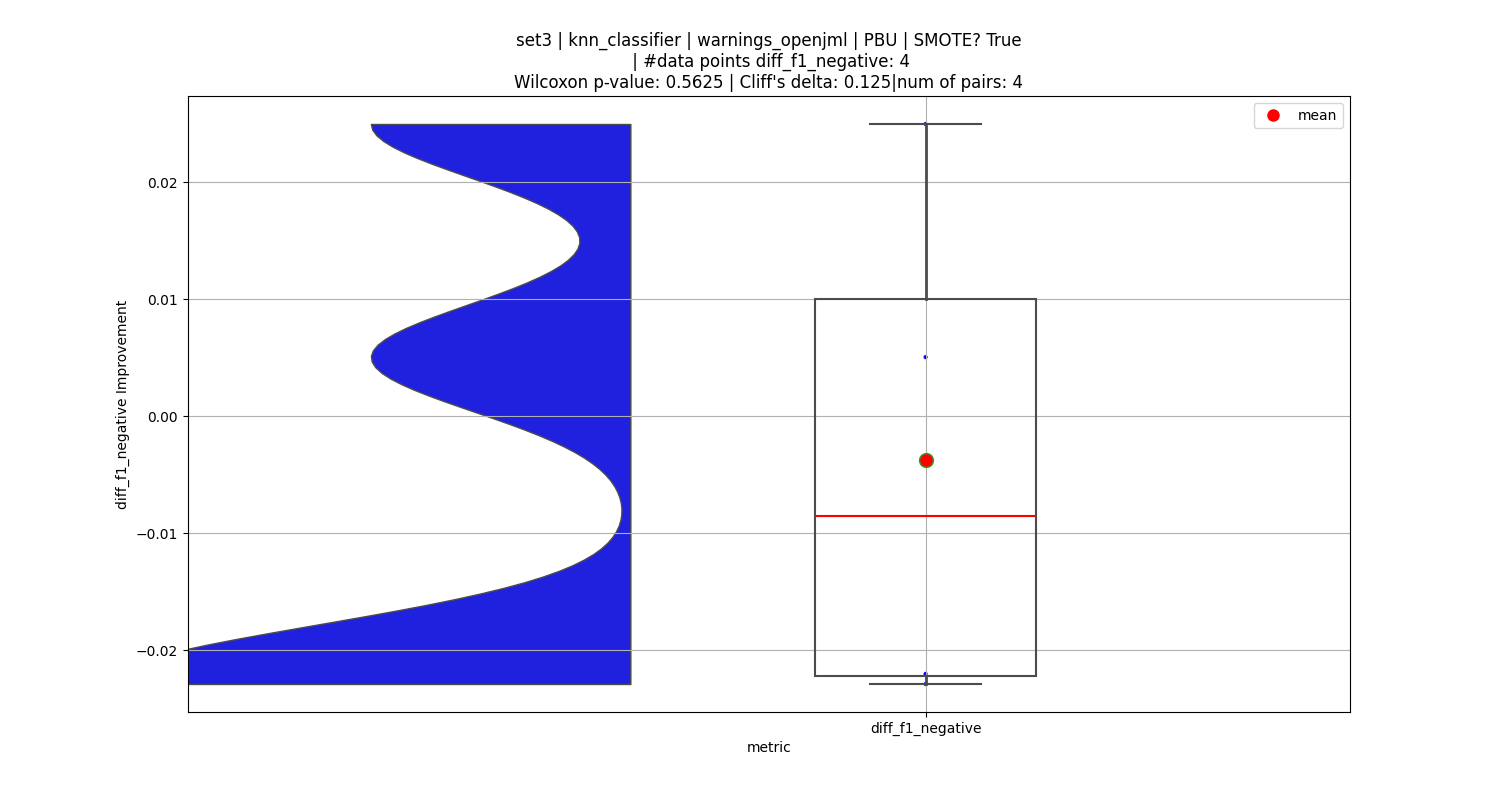 set3 | knn_classifier | warnings_openjml | PBU | SMOTE? True
| #data points diff_f1_negative: 4
Wilcoxon p-value: 0.5625 | Cliff's delta: 0.125|num of pairs: 4
mean
0.02
0.01
0.00
−0.01
−0.02
diff_f1_negative Improvement
diff_f1_negative
metric